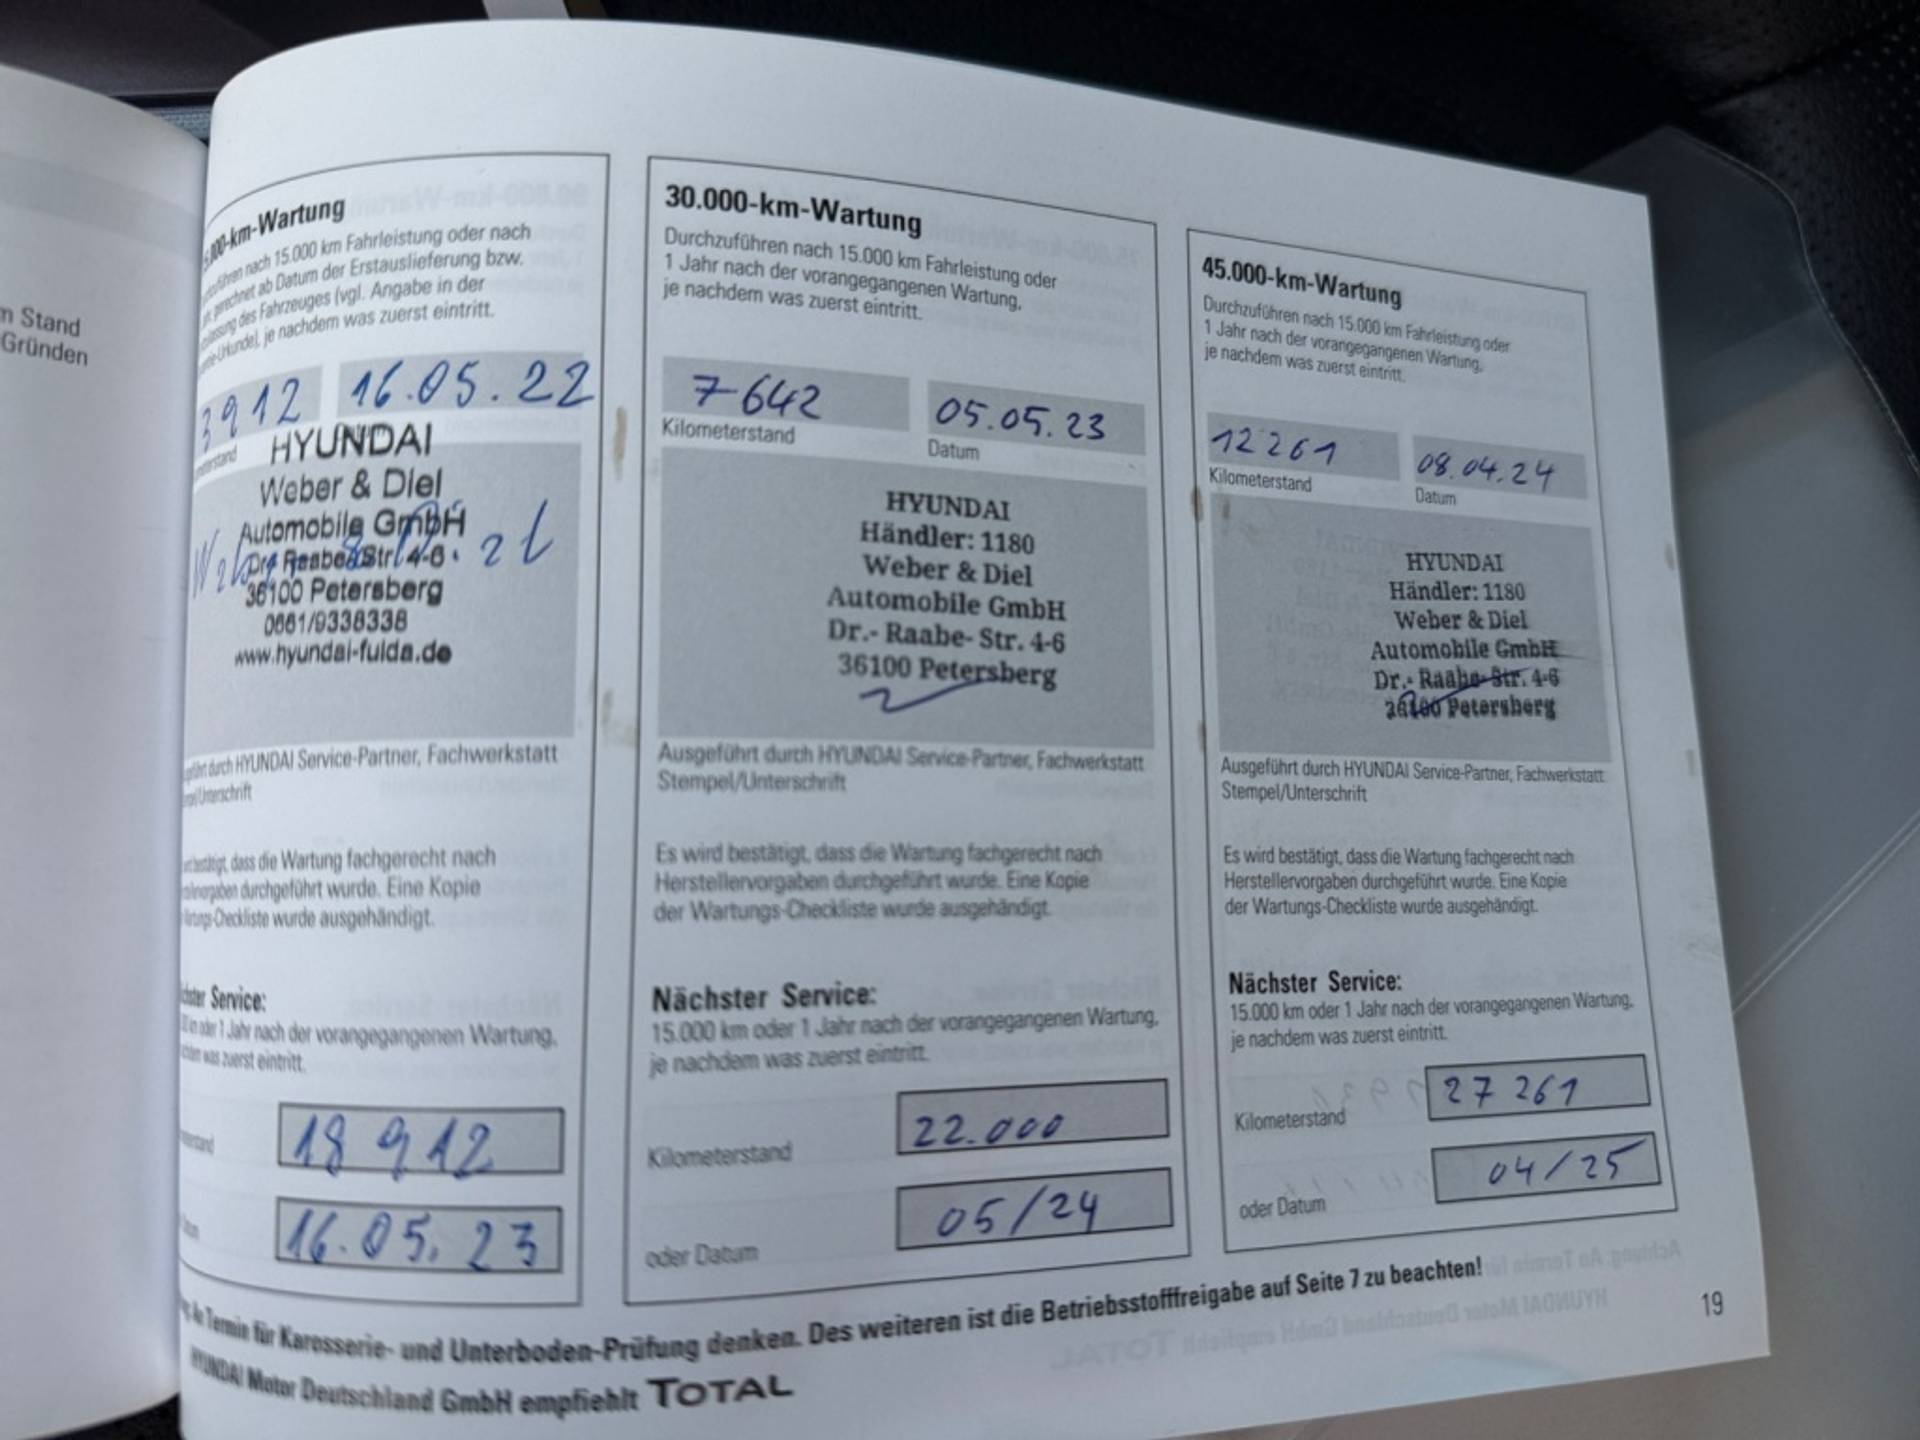 m Stand
Gründen
5.000-km-Wartung
nach 15.000 km Fahrleistung oder nach
gerechnet ab Datum der Erstauslieferung bzw.
des Fahrzeuges (vgl. Angabe in der
je nachdem was zuerst eintritt.
3912 16.05.22
HYUNDAI
Weber & Diel
Automobile GmbH
Dr. Raabe Str. 4-6
36100 Petersberg
0661/9338338
www.hyundai-fulda.de
durch HYUNDAI Service-Partner, Fachwerkstatt
dass die Wartung fachgerecht nach
durchgeführt wurde. Eine Kopie
Checkliste wurde ausgehändigt.
Service:
oder 1 Jahr nach der vorangegangenen Wartung,
was zuerst eintritt.
18912
16.05.23
30.000-km-Wartung
Durchzuführen nach 15.000 km Fahrleistung oder
1 Jahr nach der vorangegangenen Wartung,
je nachdem was zuerst eintritt.
7642 05.05.23
Kilometerstand Datum
HYUNDAI
Händler: 1180
Weber & Diel
Automobile GmbH
Dr.- Raabe- Str. 4-6
36100 Petersberg
Ausgeführt durch HYUNDAI Service-Partner, Fachwerkstatt
Stempel/Unterschrift
Es wird bestätigt, dass die Wartung fachgerecht nach
Herstellervorgaben durchgeführt wurde. Eine Kopie
der Wartungs-Checkliste wurde ausgehändigt.
Nächster Service:
15.000 km oder 1 Jahr nach der vorangegangenen Wartung,
je nachdem was zuerst eintritt.
Kilometerstand 22.000
oder Datum 05/24
45.000-km-Wartung
Durchzuführen nach 15.000 km Fahrleistung oder
1 Jahr nach der vorangegangenen Wartung,
je nachdem was zuerst eintritt.
12261 08.04.24
Kilometerstand Datum
HYUNDAI
Händler: 1180
Weber & Diel
Automobile GmbH
Dr.- Raabe- Str. 4-6
36100 Petersberg
Ausgeführt durch HYUNDAI Service-Partner, Fachwerkstatt
Stempel/Unterschrift
Es wird bestätigt, dass die Wartung fachgerecht nach
Herstellervorgaben durchgeführt wurde. Eine Kopie
der Wartungs-Checkliste wurde ausgehändigt.
Nächster Service:
15.000 km oder 1 Jahr nach der vorangegangenen Wartung,
je nachdem was zuerst eintritt.
Kilometerstand 27 261
oder Datum 04/25
An Termin für Karosserie- und Unterboden-Prüfung denken. Des weiteren ist die Betriebsstofffreigabe auf Seite 7 zu beachten!
HYUNDAI Motor Deutschland GmbH empfiehlt TOTAL
19